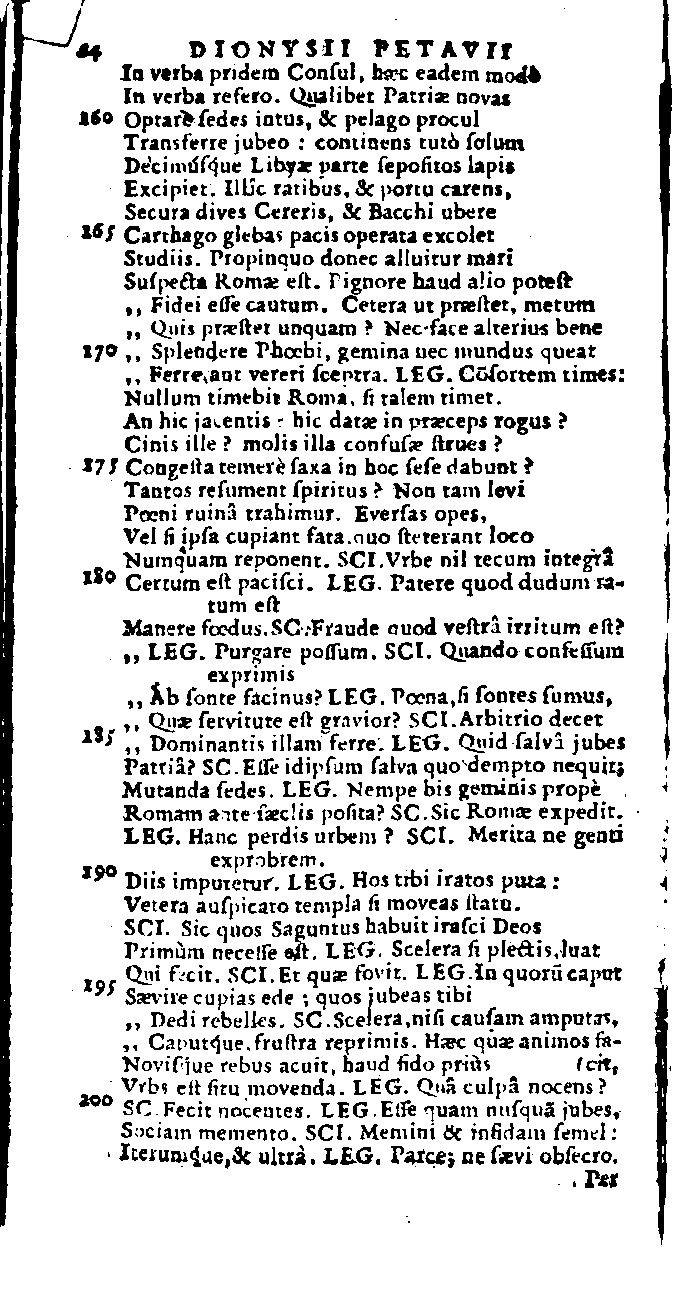 64 DIONYSII PETAVII
In verba pridem Conſul, hæc eadem modò
In verba refero. Qualibet Patriæ novas
160 Optare ſedes intus, & pelago procul
Transferre jubeo : continens tutò ſolum
Décimúſq́ue Libyæ parte ſepoſitos lapis
Excipiet. Illîc ratibus, & portu carens,
Secura dives Cereris, & Bacchi ubere
165 Carthago glebas pacis operata excolet
Studiis. Propinquo donec alluitur mari
Suſpecta Romæ eſt. Pignore haud alio poteſt
,, Fidei eſſe cautum. Cetera ut præſtet, metum
,, Quis præſtet unquam ? Nec face alterius bene
170 ,, Splendere Phœbi, gemina nec mundus queat
,, Ferre, aut vereri ſceptra. LEG. Cõſortem times:
Nullum timebit Roma, ſi talem timet.
An hic jacentis : hic datæ in præceps rogus ?
Cinis ille ? molis illa confuſæ ſtrues ?
175 Congeſta temerè ſaxa in hoc ſeſe dabunt ?
Tantos reſument ſpiritus ? Non tam levi
Pœni ruinâ trahimur. Everſas opes,
Vel ſi ipſa cupiant fata, quo ſteterant loco
Numquam reponent. SCI. Vrbe nil tecum integrâ
180 Certum eſt paciſci. LEG. Patere quod dudum ra-
tum eſt
Manere fœdus. SC. Fraude quod veſtrâ irritum eſt?
,, LEG. Purgare poſſum. SCI. Quando confeſſum
exprimis
,, Ab ſonte facinus? LEG. Pœna, ſi ſontes ſumus,
,, Quæ ſervitute eſt gravior? SCI. Arbitrio decet
185 ,, Dominantis illam ferre. LEG. Quid ſalvâ jubes
Patriâ? SC. Eſſe idipſum ſalva quo dempto nequit;
Mutanda ſedes. LEG. Nempe bis geminis propè
Romam ante ſæclis poſita? SC. Sic Romæ expedit.
LEG. Hanc perdis urbem ? SCI. Merita ne genti
exprobrem.
190 Diis imputetur. LEG. Hos tibi iratos puta :
Vetera auſpicato templa ſi moveas ſtatu.
SCI. Sic quos Saguntus habuit iraſci Deos
Primùm neceſſe eſt. LEG. Scelera ſi plectis, luat
Qui fecit. SCI. Et quæ fovit. LEG. In quorũ caput
195 Sævire cupias ede ; quos jubeas tibi
,, Dedi rebelles. SC. Scelera, niſi cauſam amputas,
,, Caputq́ue, fruſtra reprimis. Hæc quæ animos fa-
Noviſque rebus acuit, haud fido priùs (cit,
Vrbs eſt ſitu movenda. LEG. Quâ culpâ nocens ?
200 SC. Fecit nocentes. LEG. Eſſe quam nuſquã jubes,
Sociam memento. SCI. Memini & infidam ſemel :
Iterumq́ue, & ultrà. LEG. Parce; ne ſævi obſecro.
Per